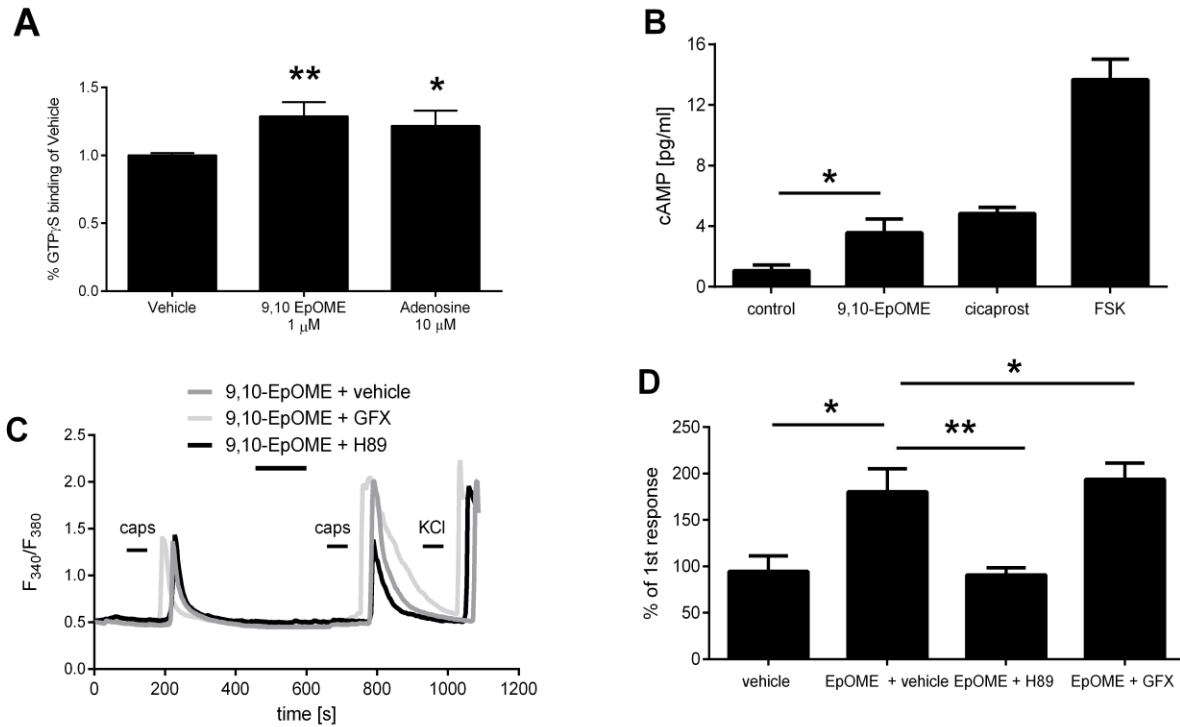 A
**
*
1.5
1.0
0.5
0.0
% GTPγS binding of Vehicle
Vehicle
9,10 EpOME
1 μM
Adenosine
10 μM
B
16
12
8
4
0
cAMP [pg/ml]
*
control
9,10-EpOME
cicaprost
FSK
C
9,10-EpOME + vehicle
9,10-EpOME + GFX
9,10-EpOME + H89
2.5
2.0
1.5
1.0
0.5
0.0
F340/F380
caps
caps
KCl
0
200
400
600
800
1000
1200
time [s]
D
*
*
**
250
200
150
100
50
0
% of 1st response
vehicle
EpOME + vehicle
EpOME + H89
EpOME + GFX